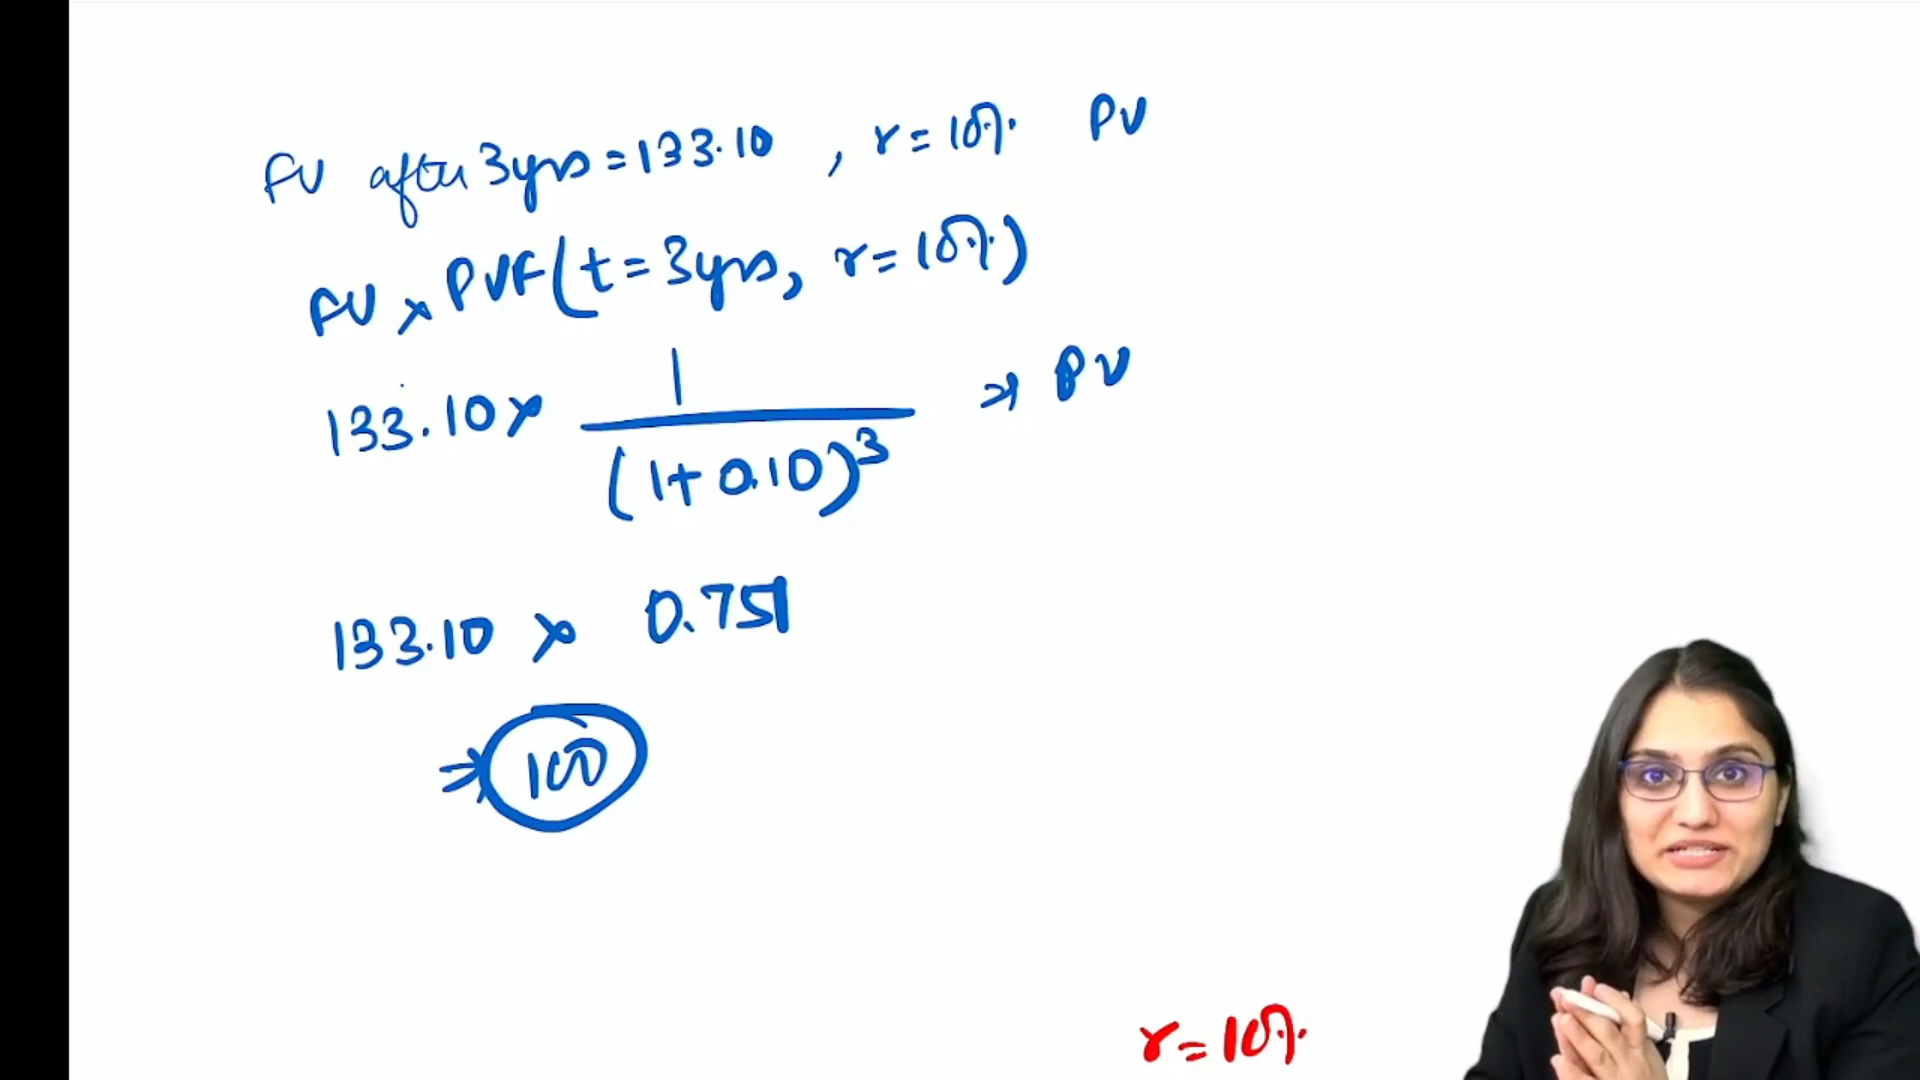 FV after 3yrs = 133.10 , r = 10% PV
FV × PVF (t = 3yrs, r = 10%)
133.10 × 1 / (1 + 0.10)³ ⇒ PV
133.10 × 0.751
⇒ 100
r = 10%